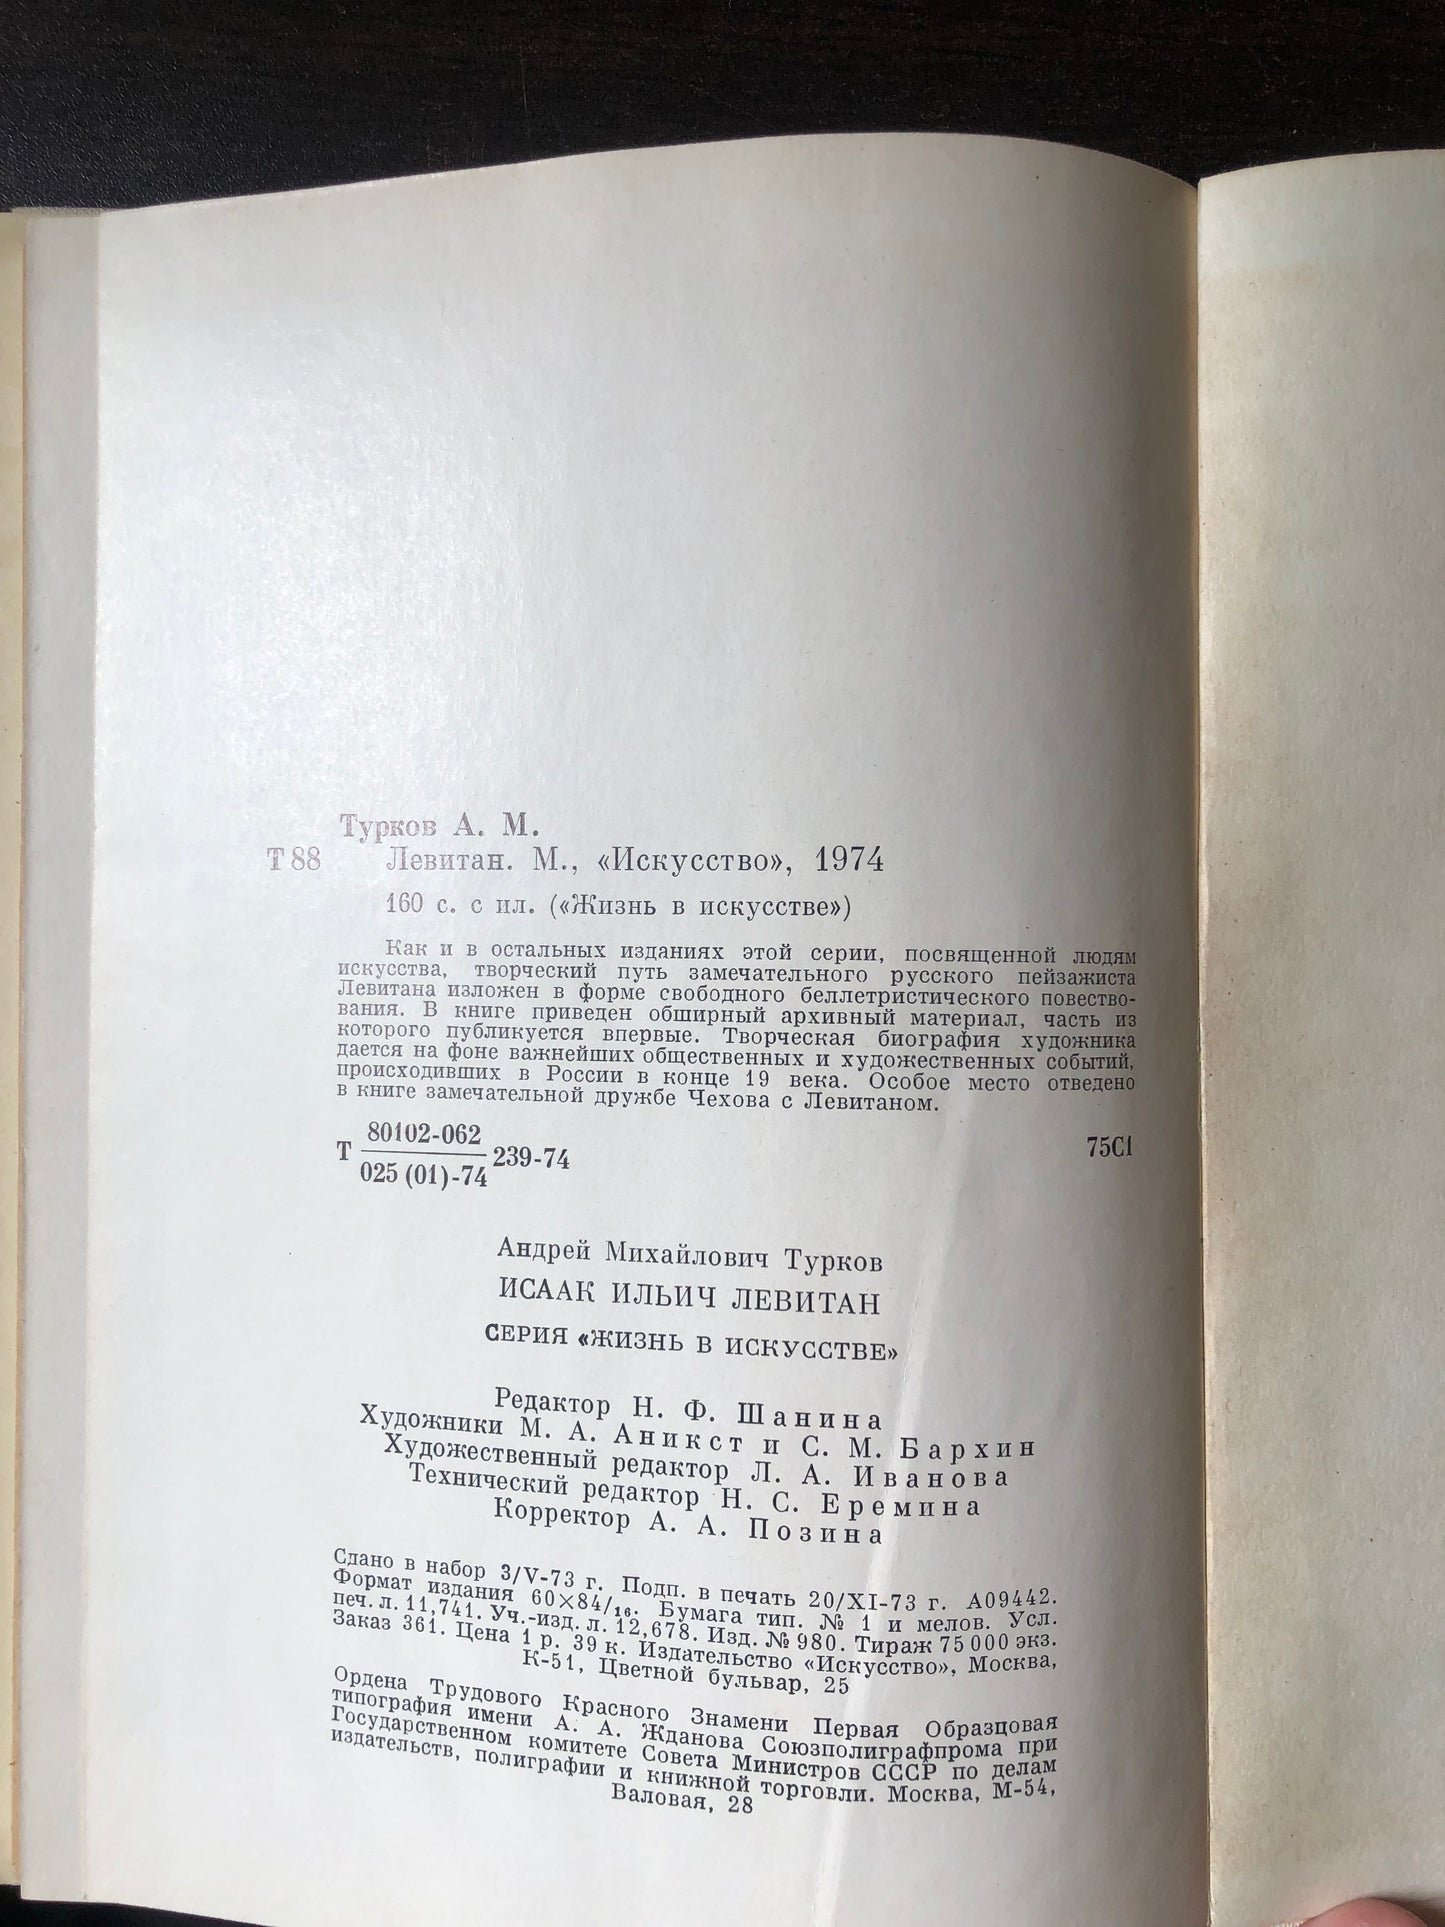 Турков А. М.
Т 88 Левитан. М., «Искусство», 1974
160 с. с ил. («Жизнь в искусстве»)
Как и в остальных изданиях этой серии, посвященной людям
искусства, творческий путь замечательного русского пейзажиста
Левитана изложен в форме свободного беллетристического повество-
вания. В книге приведен обширный архивный материал, часть из
которого публикуется впервые. Творческая биография художника
дается на фоне важнейших общественных и художественных событий,
происходивших в России в конце 19 века. Особое место отведено
в книге замечательной дружбе Чехова с Левитаном.
Т 80102-062
025 (01)-74 239-74 75С1
Андрей Михайлович Турков
ИСААК ИЛЬИЧ ЛЕВИТАН
СЕРИЯ «ЖИЗНЬ В ИСКУССТВЕ»
Редактор Н. Ф. Шанина
Художники М. А. Аникст и С. М. Бархин
Художественный редактор Л. А. Иванова
Технический редактор Н. С. Еремина
Корректор А. А. Позина
Сдано в набор 3/V-73 г. Подп. в печать 20/XI-73 г. А09442.
Формат издания 60×84/16. Бумага тип. № 1 и мелов. Усл.
печ. л. 11,741. Уч.-изд. л. 12,678. Изд. № 980. Тираж 75 000 экз.
Заказ 361. Цена 1 р. 39 к. Издательство «Искусство», Москва,
К-51, Цветной бульвар, 25
Ордена Трудового Красного Знамени Первая Образцовая
типография имени А. А. Жданова Союзполиграфпрома при
Государственном комитете Совета Министров СССР по делам
издательств, полиграфии и книжной торговли. Москва, М-54,
Валовая, 28